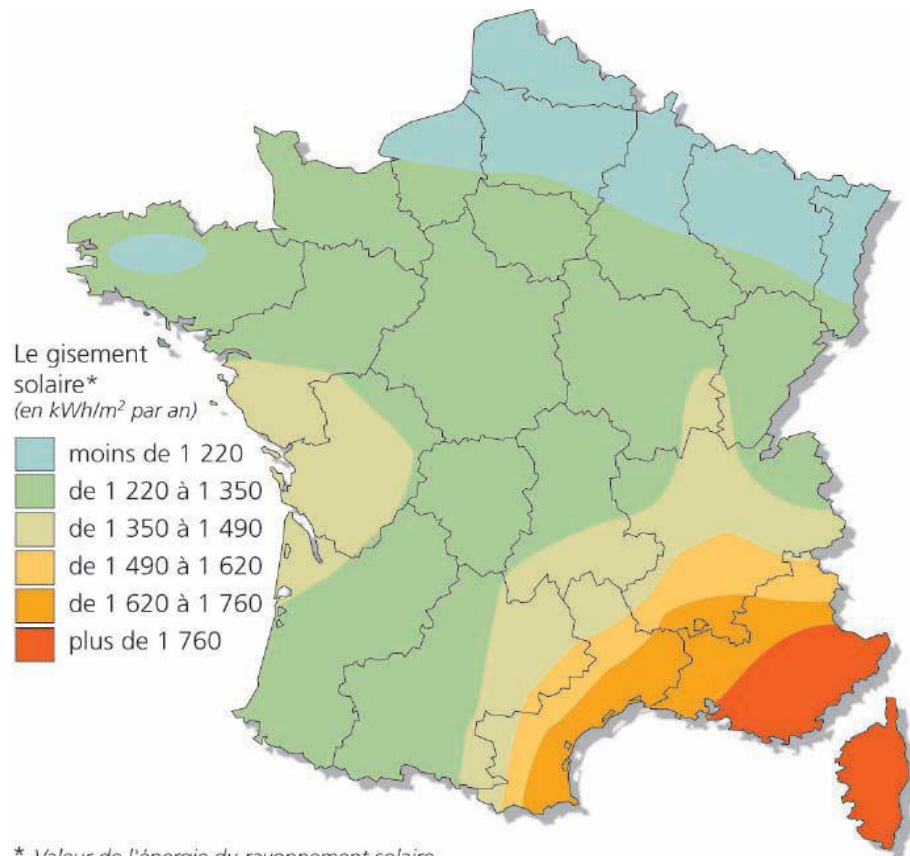 Le gisement
solaire*
(en kWh/m² par an)
moins de 1 220
de 1 220 à 1 350
de 1 350 à 1 490
de 1 490 à 1 620
de 1 620 à 1 760
plus de 1 760
* Valeur de l'énergie du rayonnement solaire